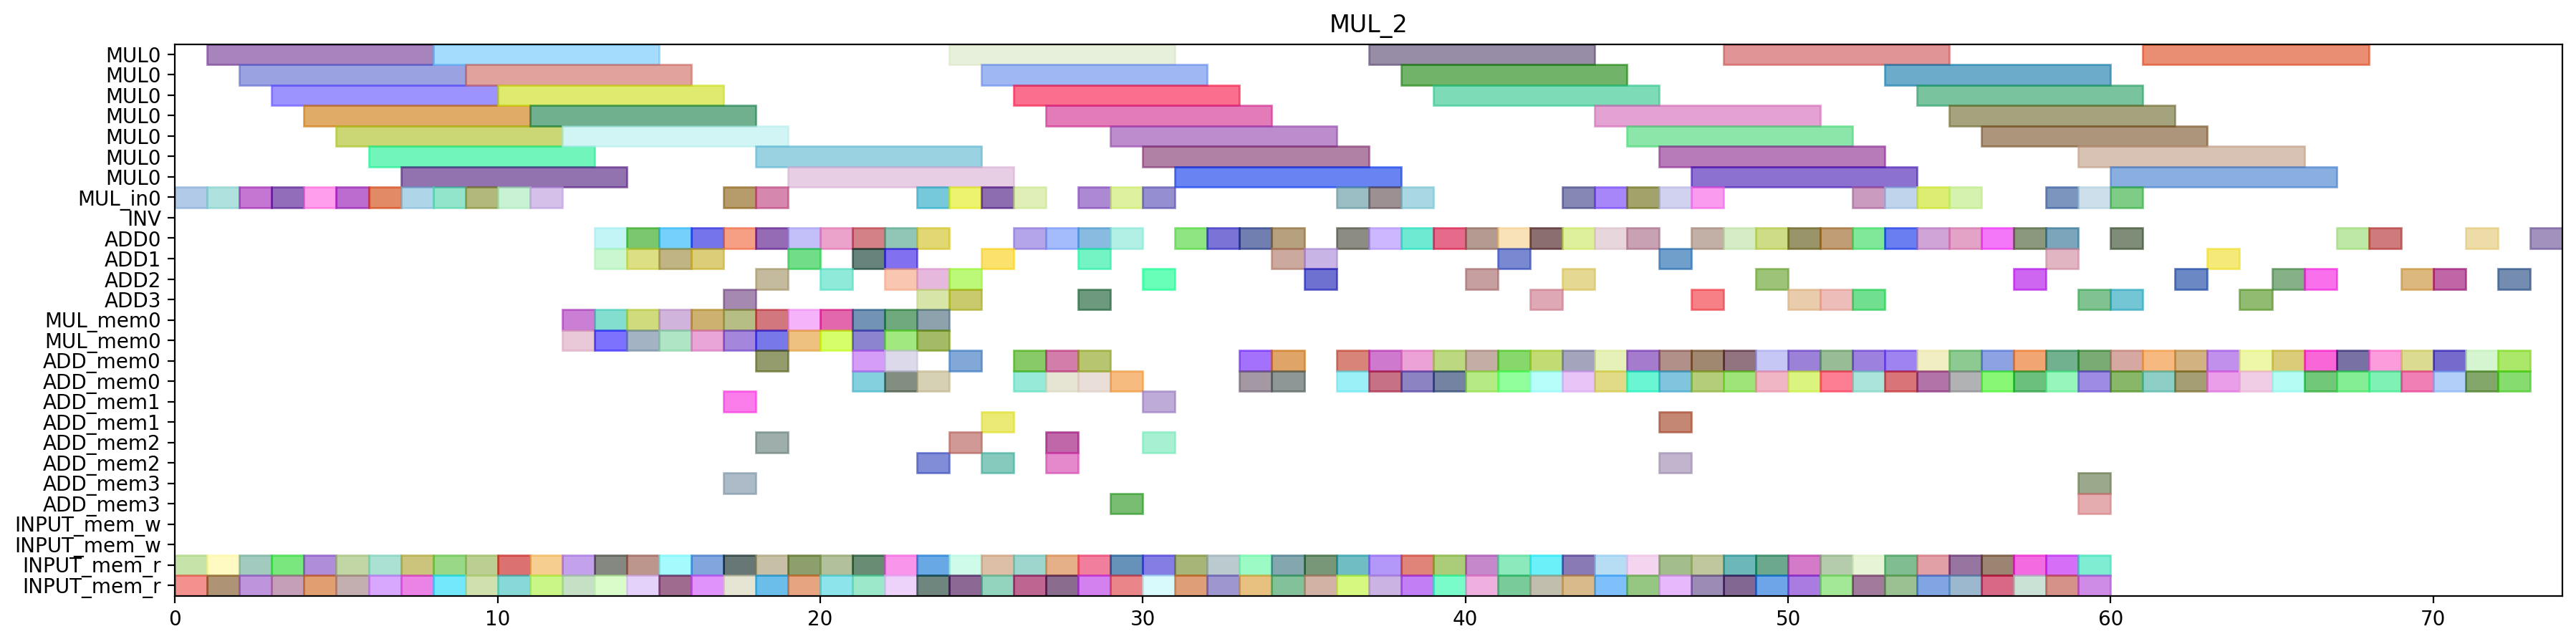 MUL_2
MUL0
MUL0
MUL0
MUL0
MUL0
MUL0
MUL0
MUL_in0
INV
ADD0
ADD1
ADD2
ADD3
MUL_mem0
MUL_mem0
ADD_mem0
ADD_mem0
ADD_mem1
ADD_mem1
ADD_mem2
ADD_mem2
ADD_mem3
ADD_mem3
INPUT_mem_w
INPUT_mem_w
INPUT_mem_r
INPUT_mem_r
0 10 20 30 40 50 60 70